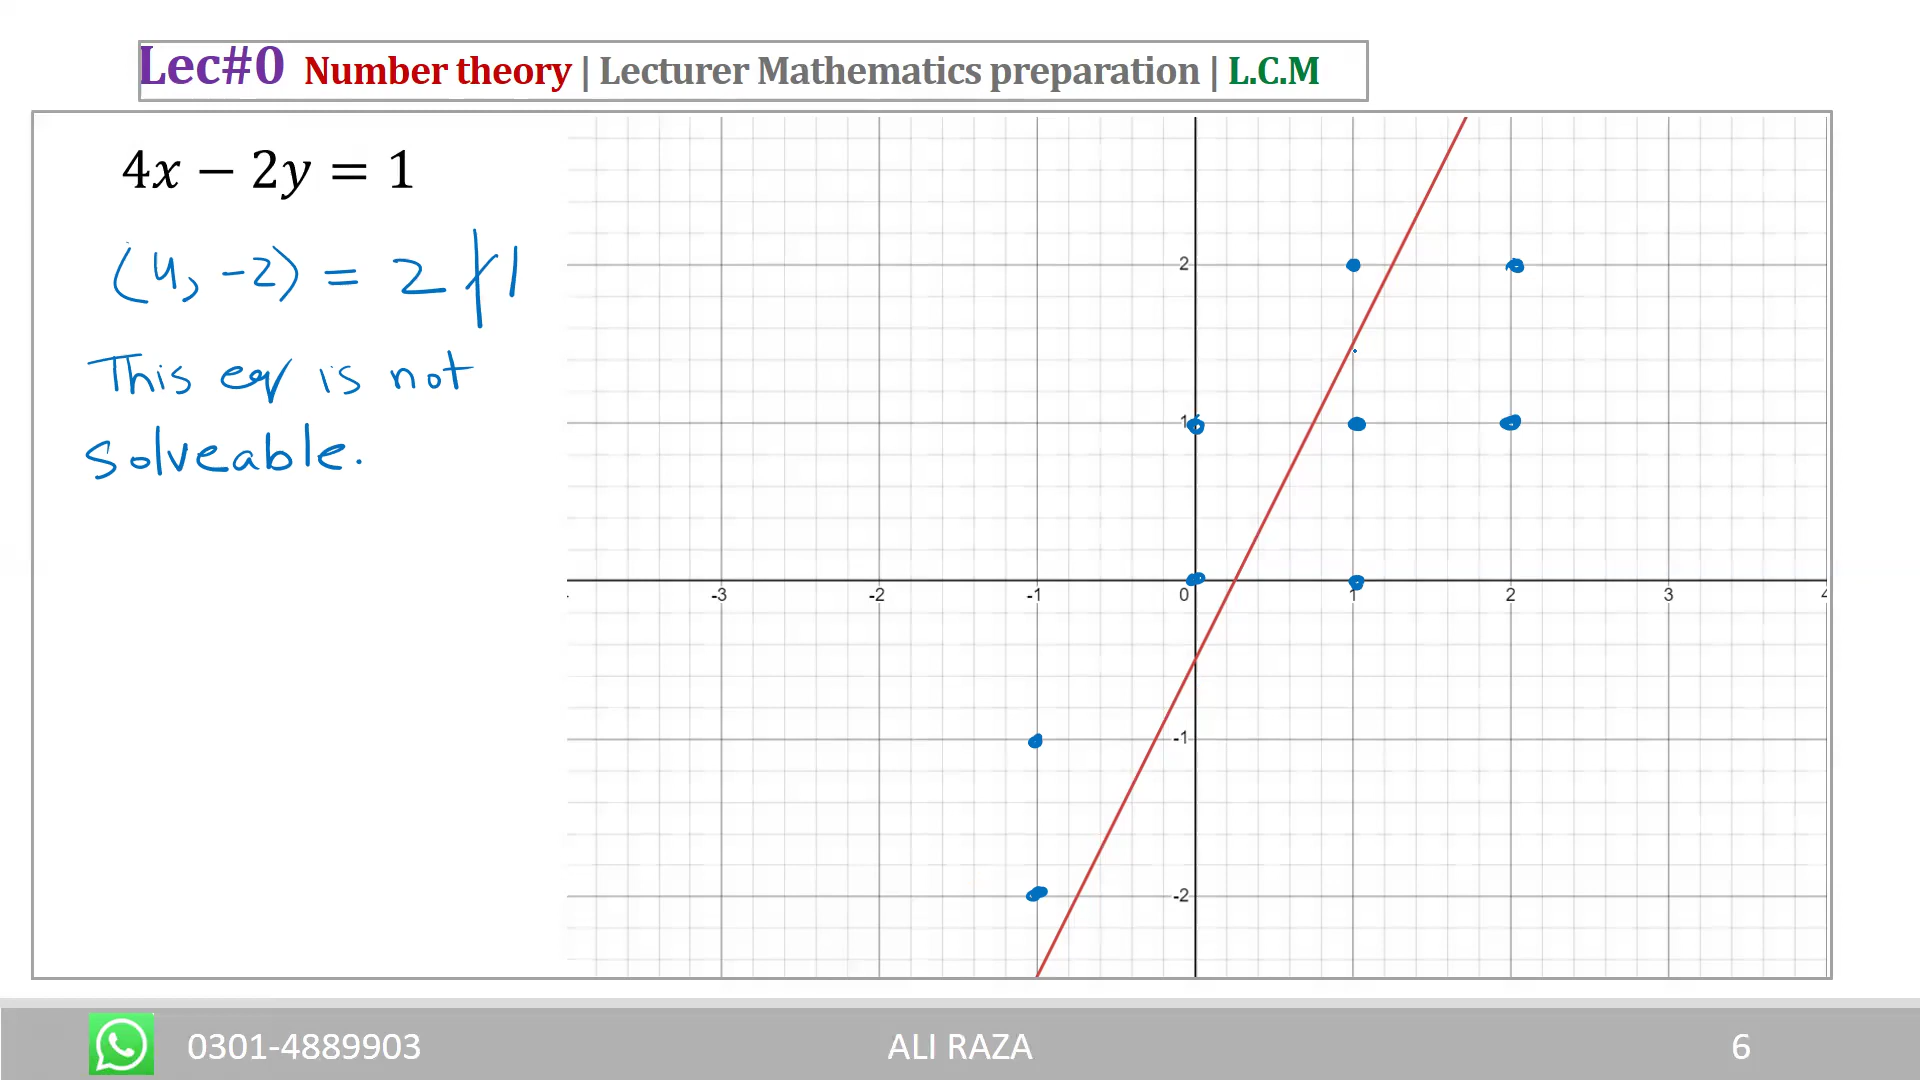 Lec#0 Number theory | Lecturer Mathematics preparation | L.C.M
4x − 2y = 1
(4, -2) = 2 ∤ 1
This eq is not
solveable.
2
1
-3 -2 -1 0 1 2 3 4
-1
-2
0301-4889903 ALI RAZA 6